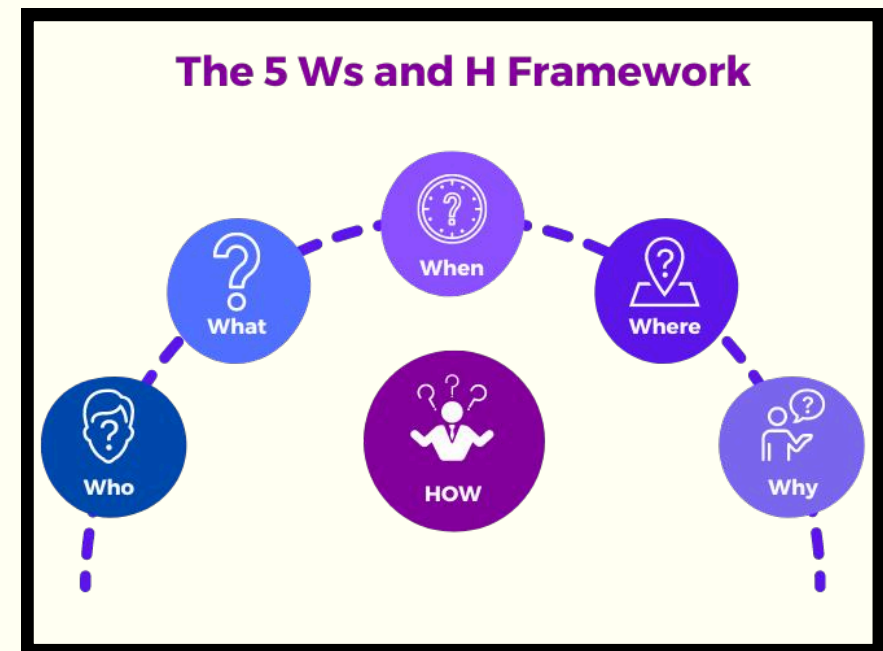 The 5 Ws and H Framework
Who
What
When
Where
Why
HOW